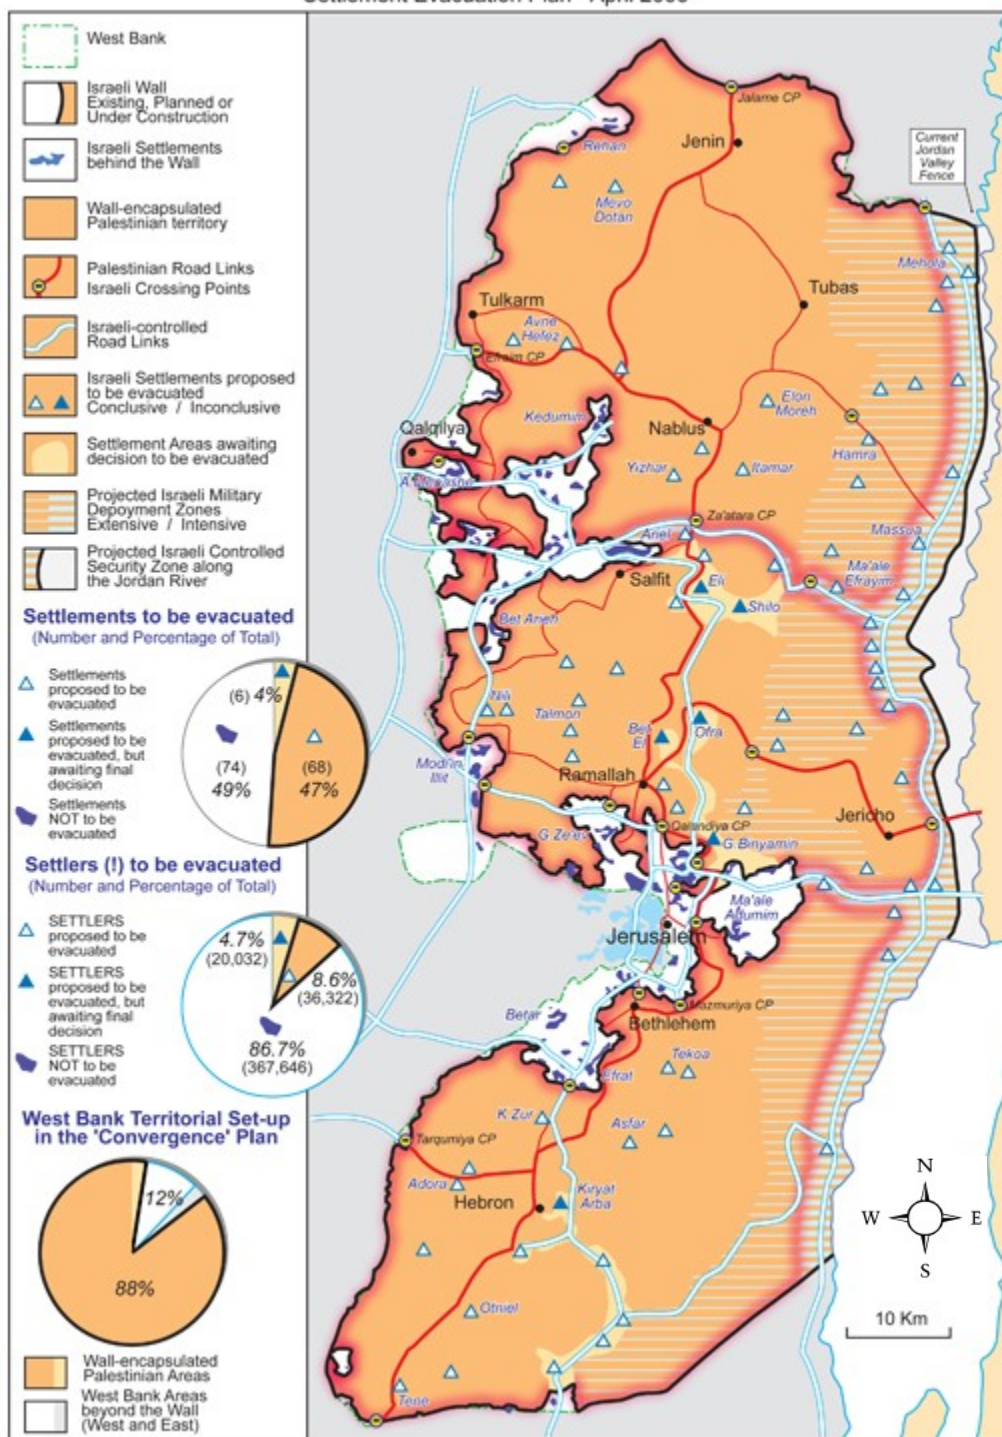 Settlement Evacuation Plan - April 2006
West Bank
Israeli Wall
Existing, Planned or
Under Construction
Israeli Settlements
behind the Wall
Wall-encapsulated
Palestinian territory
Palestinian Road Links
Israeli Crossing Points
Israeli-controlled
Road Links
Israeli Settlements proposed
to be evacuated
Conclusive / Inconclusive
Settlement Areas awaiting
decision to be evacuated
Projected Israeli Military
Depoyment Zones
Extensive / Intensive
Projected Israeli Controlled
Security Zone along
the Jordan River
Settlements to be evacuated
(Number and Percentage of Total)
Settlements
proposed to be
evacuated
Settlements
proposed to be
evacuated, but
awaiting final
decision
Settlements
NOT to be
evacuated
(6) 4%
(74)
49%
(68)
47%
Settlers (!) to be evacuated
(Number and Percentage of Total)
SETTLERS
proposed to be
evacuated
SETTLERS
proposed to be
evacuated, but
awaiting final
decision
SETTLERS
NOT to be
evacuated
4.7%
(20,032)
8.6%
(36,322)
86.7%
(367,646)
West Bank Territorial Set-up
in the 'Convergence' Plan
12%
88%
Wall-encapsulated
Palestinian Areas
West Bank Areas
beyond the Wall
(West and East)
Jalame CP
Jenin
Current
Jordan
Valley
Fence
Rehan
Mevo
Dotan
Mehola
Tubas
Tulkarm
Avne
Hefez
Efraim CP
Elon
Moreh
Kedumim
Nablus
Qalqilya
Hamra
Yizhar
Itamar
Za'atara CP
Ariel
Massua
Ma'ale
Efrayim
Salfit
Eli
Shilo
Bet Arieh
Nili
Talmon
Bet
El
Ofra
Modi'in
Illit
Ramallah
Jericho
Qalandiya CP
G.Ze'ev
G.Binyamin
Ma'ale
Adumim
Jerusalem
Mazmuriya CP
Betar
Bethlehem
Tekoa
Efrat
K.Zur
Asfar
Tarqumiya CP
Adora
Kiryat
Arba
Hebron
Otniel
Tene
N
W
E
S
10 Km